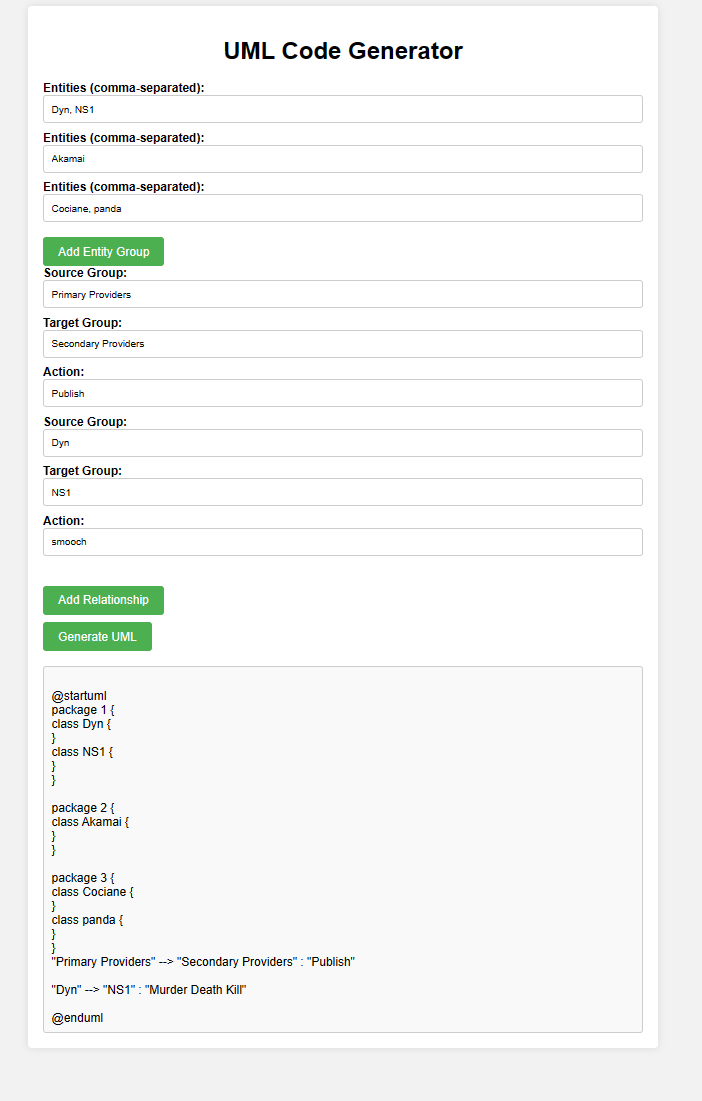 UML Code Generator
Entities (comma-separated):
Dyn, NS1
Entities (comma-separated):
Akamai
Entities (comma-separated):
Cociane, panda
Add Entity Group
Source Group:
Primary Providers
Target Group:
Secondary Providers
Action:
Publish
Source Group:
Dyn
Target Group:
NS1
Action:
smooch
Add Relationship
Generate UML
@startuml
package 1 {
class Dyn {
}
class NS1 {
}
}
package 2 {
class Akamai {
}
}
package 3 {
class Cociane {
}
class panda {
}
}
"Primary Providers" --> "Secondary Providers" : "Publish"
"Dyn" --> "NS1" : "Murder Death Kill"
@enduml